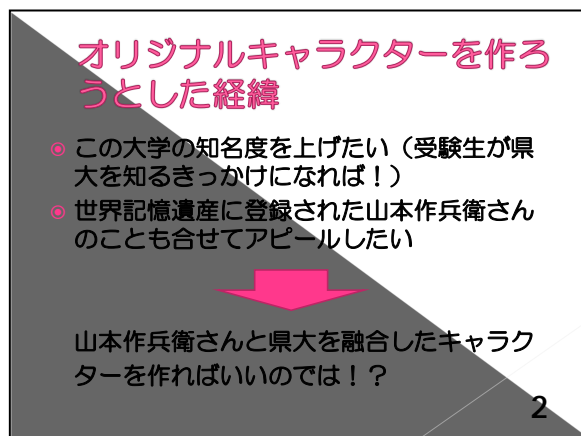 オリジナルキャラクターを作ろ
うとした経緯
この大学の知名度を上げたい（受験生が県
大を知るきっかけになれば！）
世界記憶遺産に登録された山本作兵衛さん
のことも合せてアピールしたい
山本作兵衛さんと県大を融合したキャラク
ターを作ればいいのでは！？
2